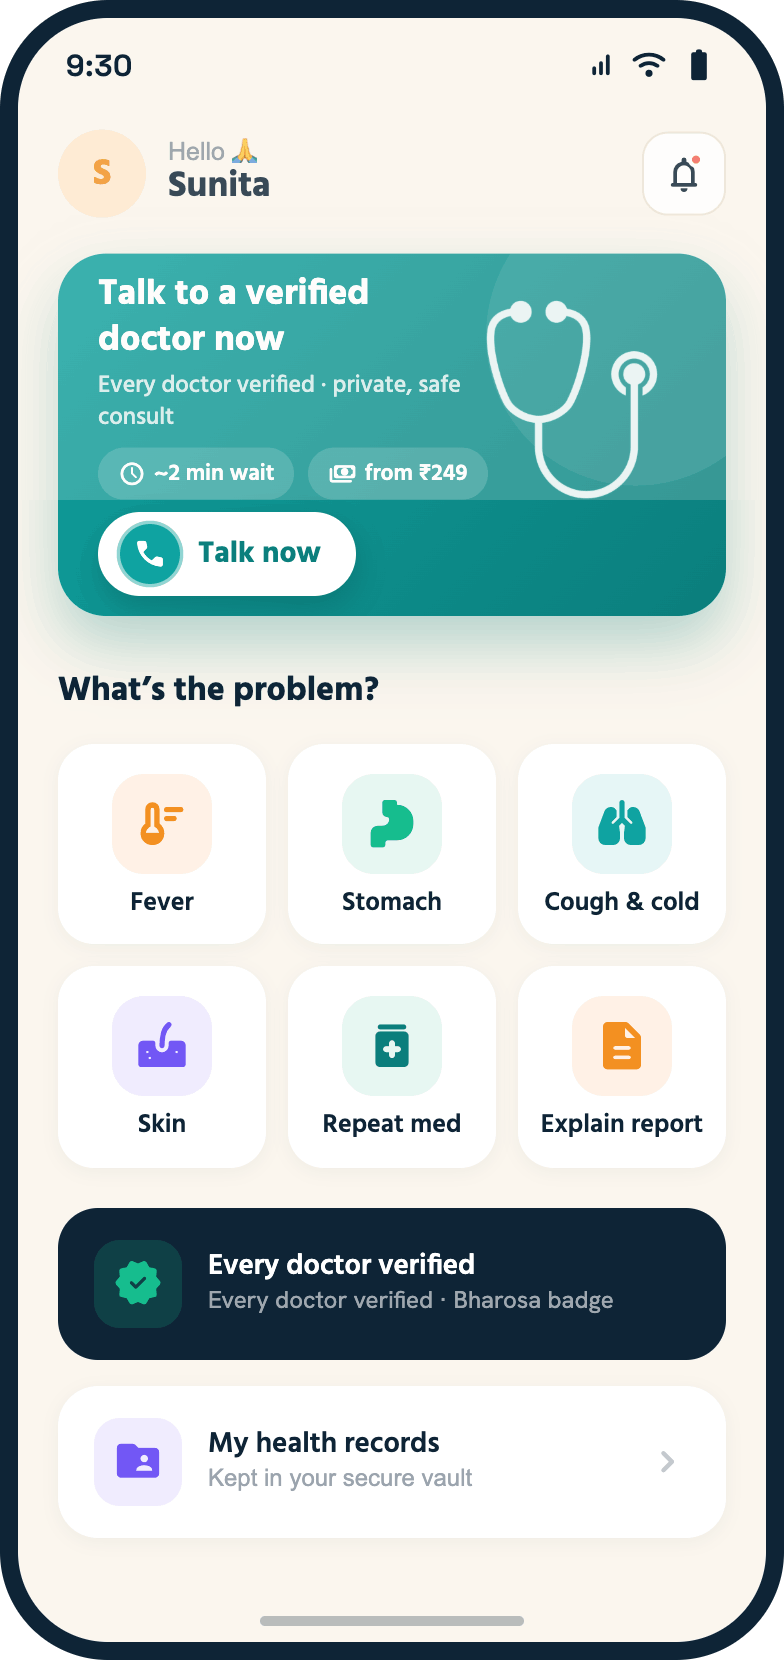 9:30
S
Hello 🙏
Sunita
Talk to a verified
doctor now
Every doctor verified · private, safe
consult
~2 min wait
from ₹249
Talk now
What’s the problem?
Fever
Stomach
Cough & cold
Skin
Repeat med
Explain report
Every doctor verified
Every doctor verified · Bharosa badge
My health records
Kept in your secure vault